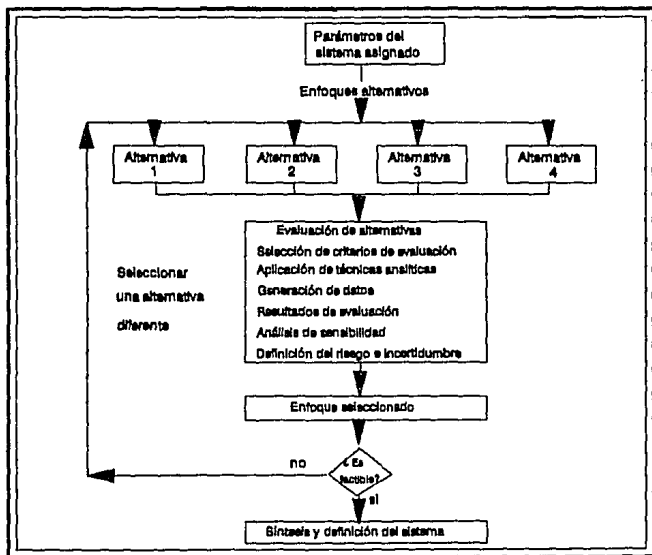 Parámetros del
sistema asignado
Enfoques alternativos
Alternativa
1
Alternativa
2
Alternativa
3
Alternativa
4
Evaluación de alternativas
Selección de criterios de evaluación
Aplicación de técnicas analíticas
Generación de datos
Resultados de evaluación
Análisis de sensibilidad
Definición del riesgo e incertidumbre
Seleccionar
una alternativa
diferente
Enfoque seleccionado
no
¿ Es
factible?
si
Síntesis y definición del sistema